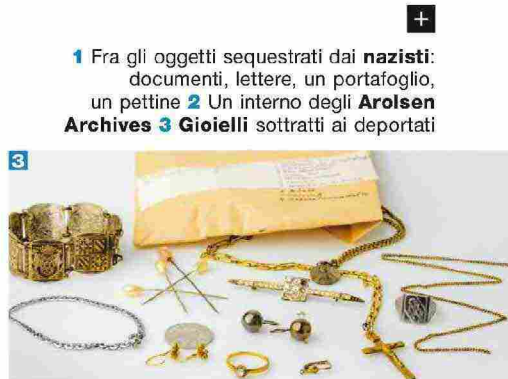 +
1 Fra gli oggetti sequestrati dai nazisti:
documenti, lettere, un portafoglio,
un pettine 2 Un interno degli Arolsen
Archives 3 Gioielli sottratti ai deportati
3